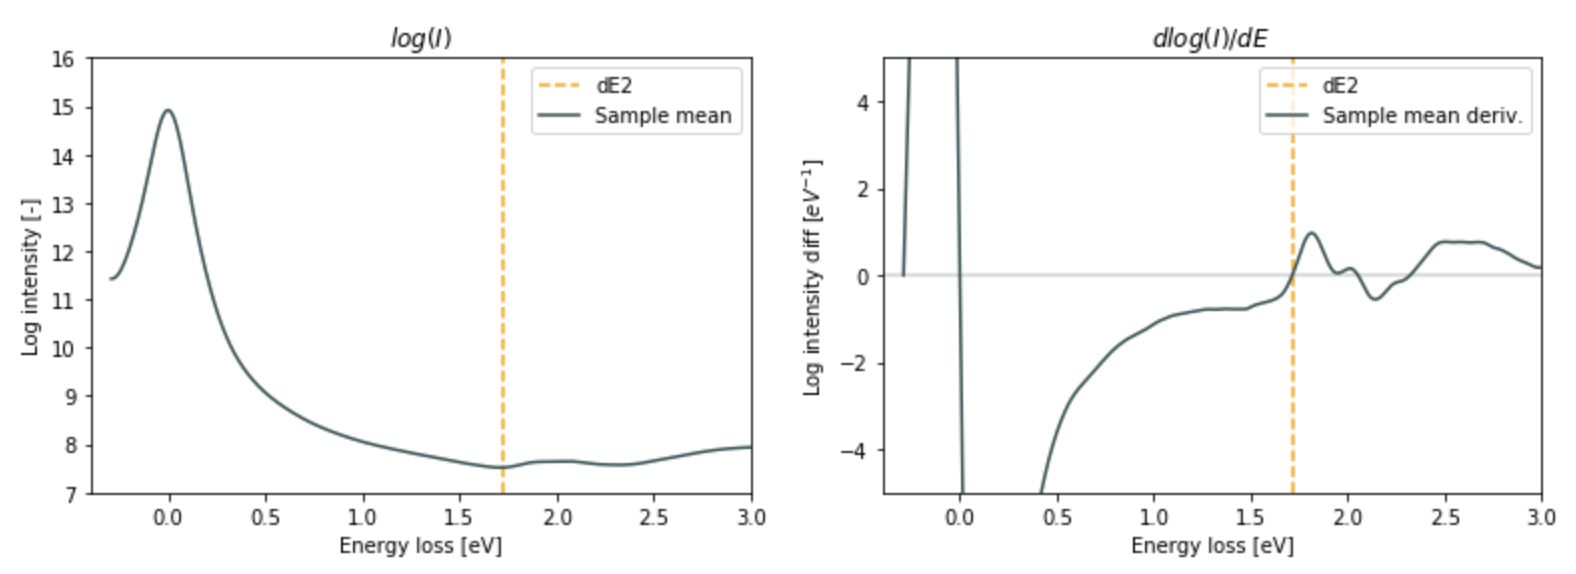 log(I)
16
15
14
13
12
11
10
9
8
7
Log intensity [-]
dE2
Sample mean
0.0 0.5 1.0 1.5 2.0 2.5 3.0
Energy loss [eV]
dlog(I)/dE
4
2
0
−2
−4
Log intensity diff [eV⁻¹]
dE2
Sample mean deriv.
0.0 0.5 1.0 1.5 2.0 2.5 3.0
Energy loss [eV]